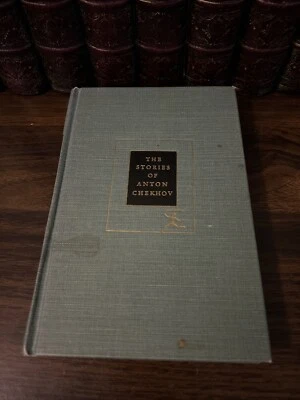 THE
STORIES
OF
ANTON
CHEKHOV